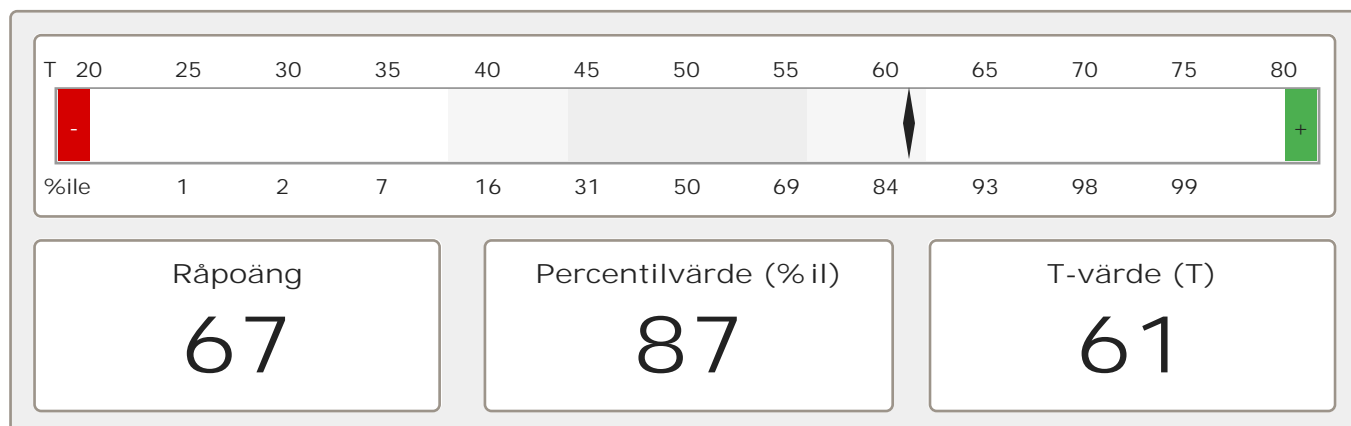 T 20 25 30 35 40 45 50 55 60 65 70 75 80
- +
%ile 1 2 7 16 31 50 69 84 93 98 99
Råpoäng
67
Percentilvärde (%il)
87
T-värde (T)
61